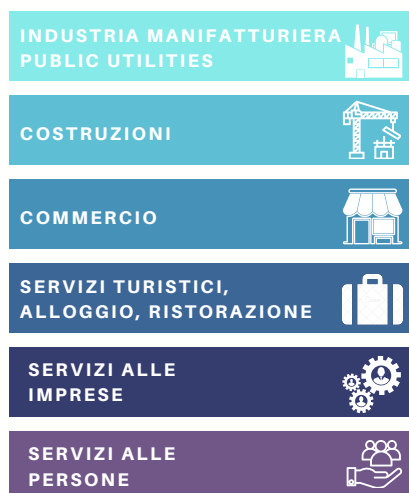 INDUSTRIA MANIFATTURIERA
PUBLIC UTILITIES
COSTRUZIONI
COMMERCIO
SERVIZI TURISTICI,
ALLOGGIO, RISTORAZIONE
SERVIZI ALLE
IMPRESE
SERVIZI ALLE
PERSONE